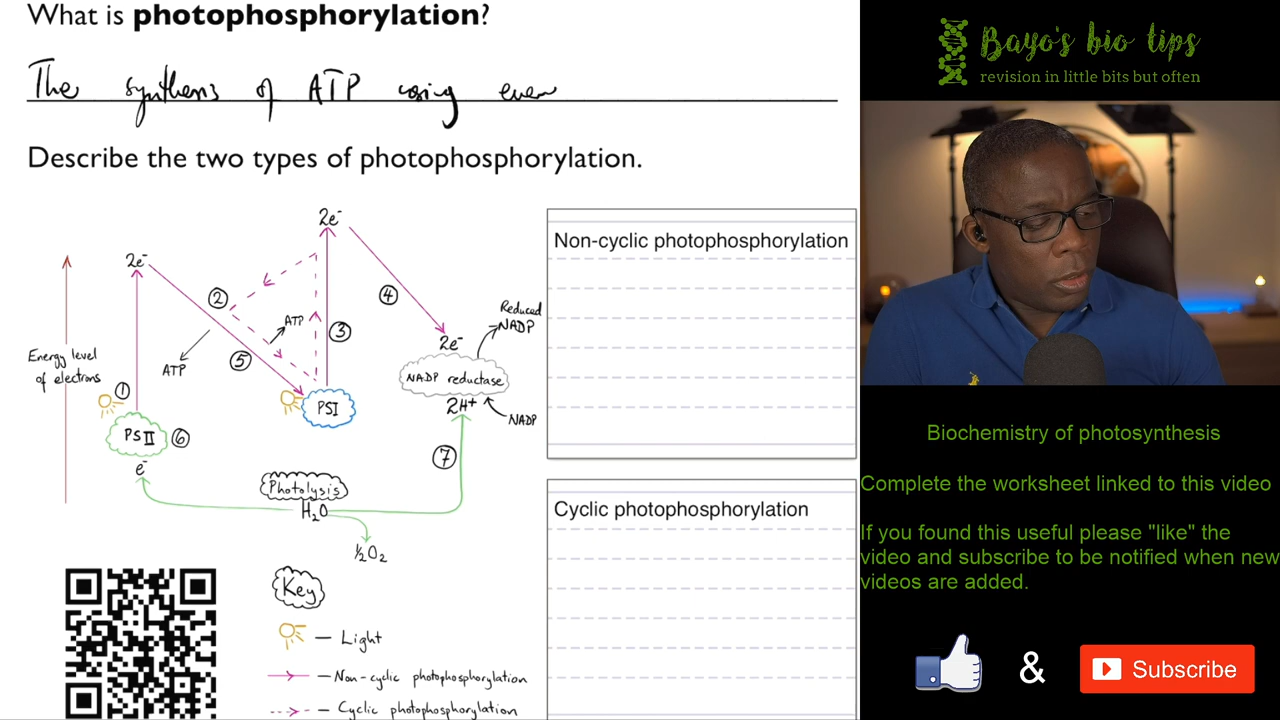 What is photophosphorylation?
The synthesis of ATP using
Describe the two types of photophosphorylation.
2e-
2e-
②
④
Reduced
NADP
ATP
③
2e-
Energy level
of electrons
⑤
ATP
①
NADP reductase
PSI
2H+
NADP
PSII
⑥
⑦
e-
Photolysis
H2O
½O2
Key
— Light
— Non-cyclic photophosphorylation
— Cyclic photophosphorylation
Non-cyclic photophosphorylation
Cyclic photophosphorylation
Bayo's bio tips
revision in little bits but often
Biochemistry of photosynthesis
Complete the worksheet linked to this video
If you found this useful please "like" the
video and subscribe to be notified when new
videos are added.
&
Subscribe